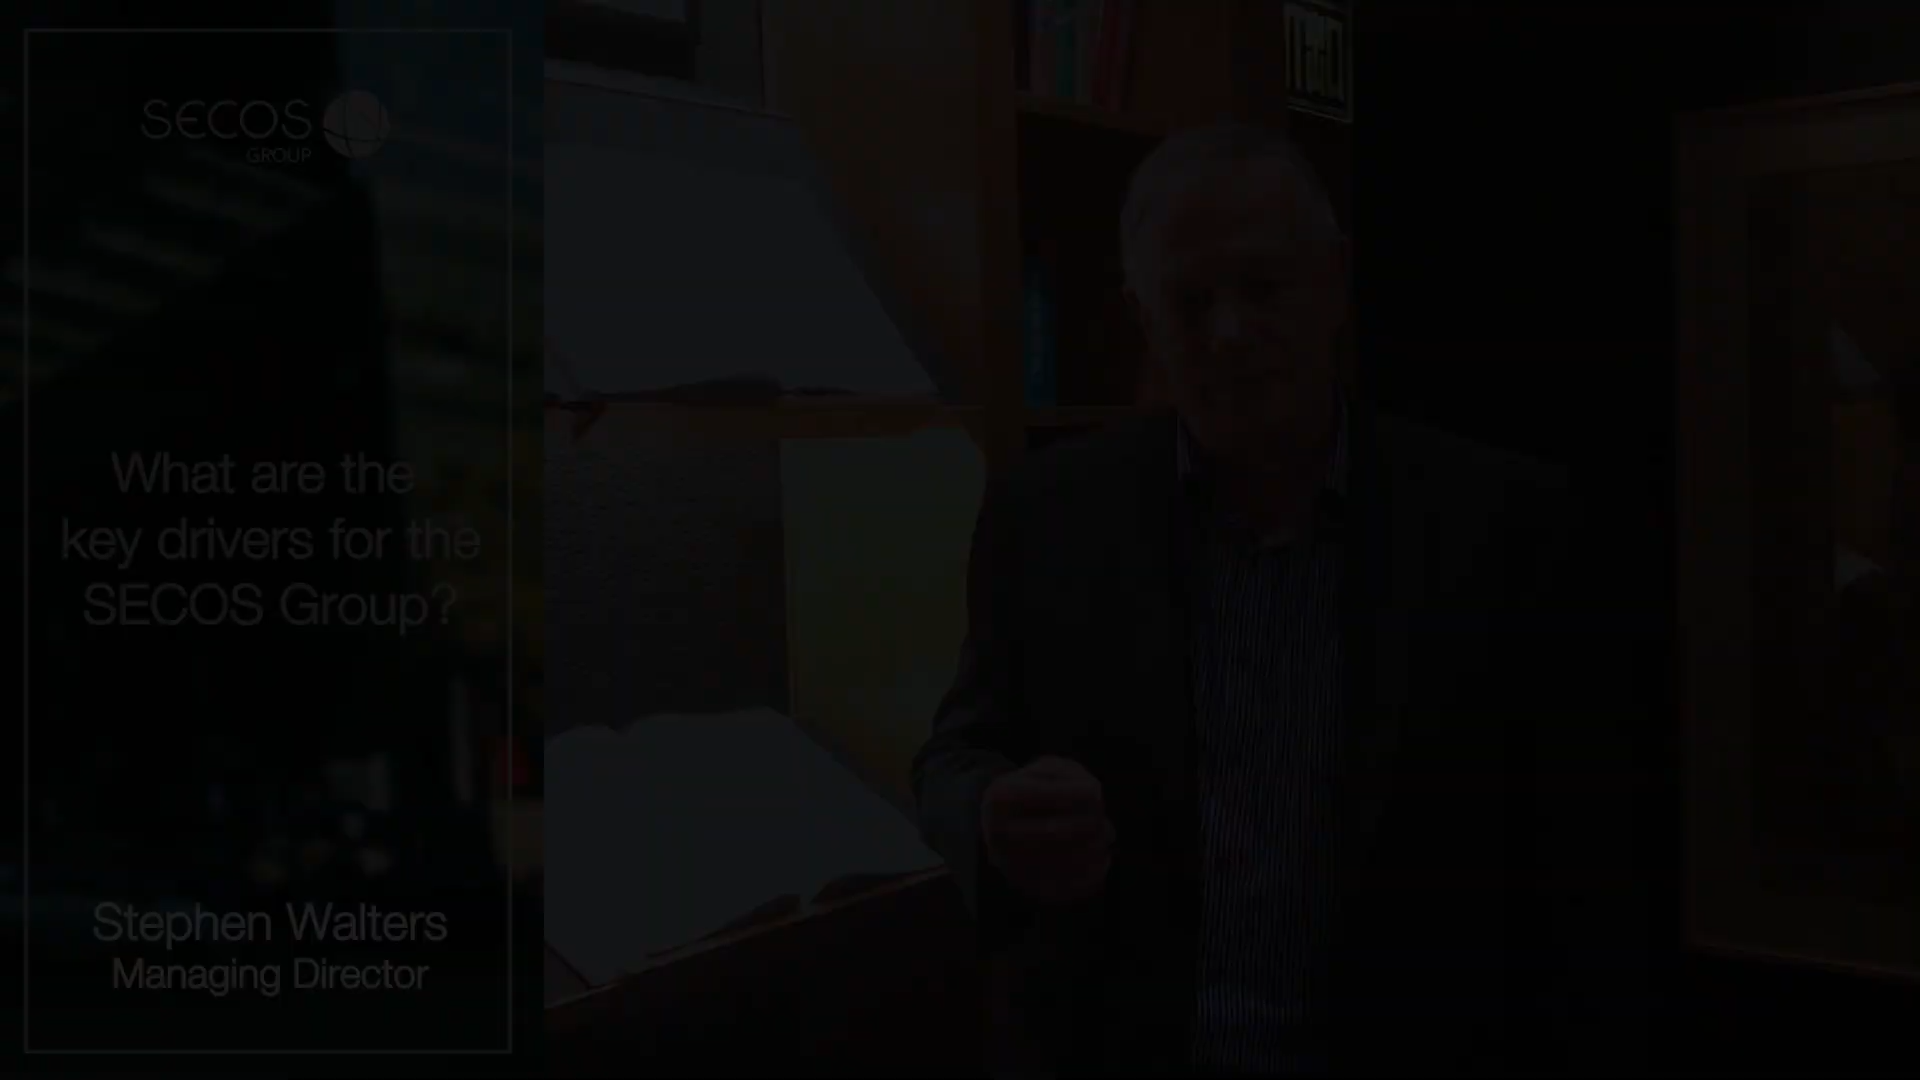 SECOS
GROUP
What are the
key drivers for the
SECOS Group?
Stephen Walters
Managing Director